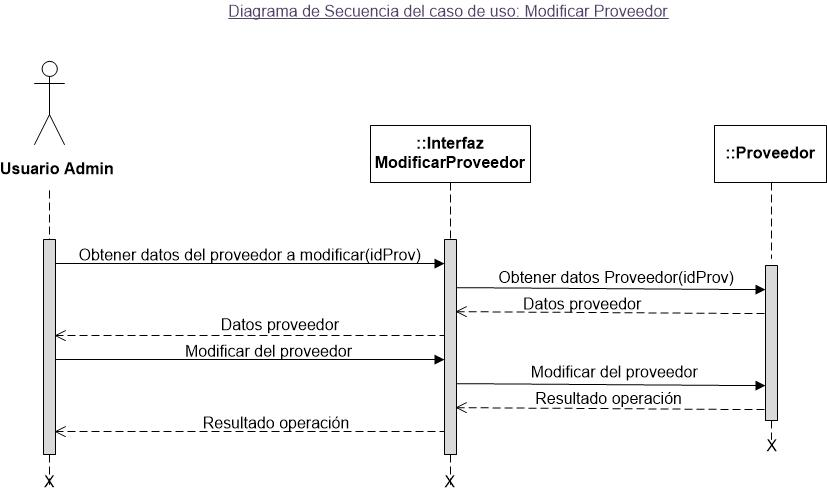 Diagrama de Secuencia del caso de uso: Modificar Proveedor
Usuario Admin
::Interfaz
ModificarProveedor
::Proveedor
Obtener datos del proveedor a modificar(idProv)
Obtener datos Proveedor(idProv)
Datos proveedor
Datos proveedor
Modificar del proveedor
Modificar del proveedor
Resultado operación
Resultado operación
X
X
X